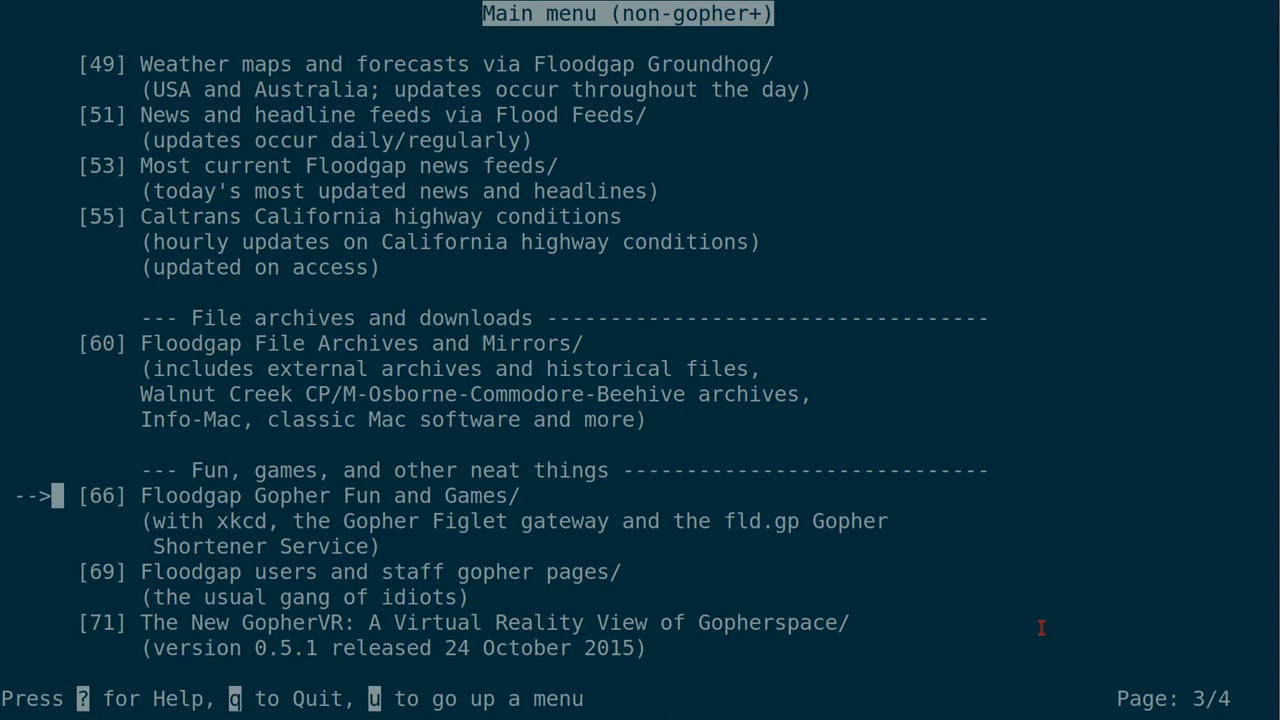 Main menu (non-gopher+)
[49] Weather maps and forecasts via Floodgap Groundhog/
(USA and Australia; updates occur throughout the day)
[51] News and headline feeds via Flood Feeds/
(updates occur daily/regularly)
[53] Most current Floodgap news feeds/
(today's most updated news and headlines)
[55] Caltrans California highway conditions
(hourly updates on California highway conditions)
(updated on access)
--- File archives and downloads -----------------------------------
[60] Floodgap File Archives and Mirrors/
(includes external archives and historical files,
Walnut Creek CP/M-Osborne-Commodore-Beehive archives,
Info-Mac, classic Mac software and more)
--- Fun, games, and other neat things -----------------------------
--> [66] Floodgap Gopher Fun and Games/
(with xkcd, the Gopher Figlet gateway and the fld.gp Gopher
Shortener Service)
[69] Floodgap users and staff gopher pages/
(the usual gang of idiots)
[71] The New GopherVR: A Virtual Reality View of Gopherspace/
(version 0.5.1 released 24 October 2015)
Press ? for Help, q to Quit, u to go up a menu Page: 3/4